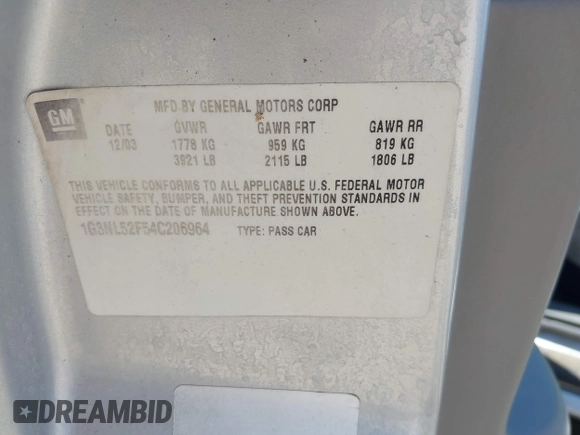 GM
MFD BY GENERAL MOTORS CORP
DATE GVWR GAWR FRT GAWR RR
12/03 1778 KG 959 KG 819 KG
3921 LB 2115 LB 1806 LB
THIS VEHICLE CONFORMS TO ALL APPLICABLE U.S. FEDERAL MOTOR
VEHICLE SAFETY, BUMPER, AND THEFT PREVENTION STANDARDS IN
EFFECT ON THE DATE OF MANUFACTURE SHOWN ABOVE.
1G3NL52F54C206964 TYPE: PASS CAR
DREAMBID